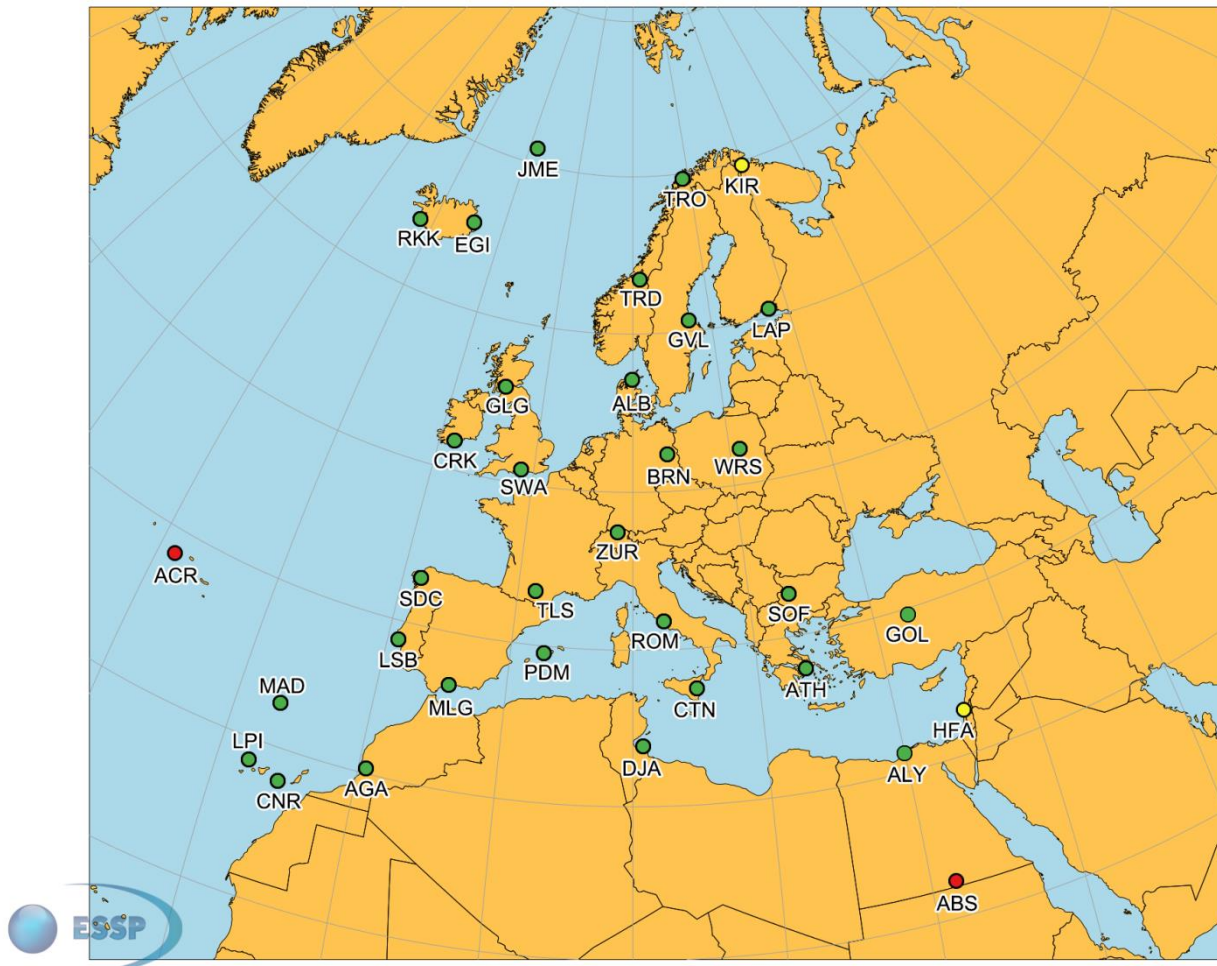 JME
KIR
TRO
RKK
EGI
TRD
GVL
LAP
GLG
ALB
CRK
SWA
BRN
WRS
ZUR
ACR
SDC
TLS
SOF
GOL
LSB
ROM
PDM
ATH
MAD
MLG
CTN
HFA
LPI
DJA
ALY
CNR
AGA
ABS
ESSP